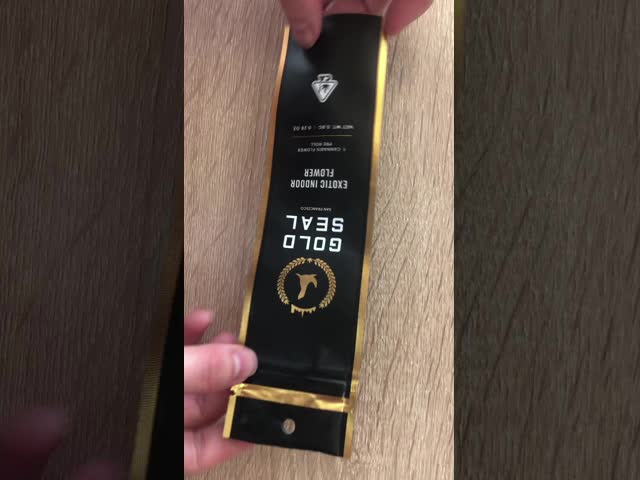 GOLD
SEAL
SAN FRANCISCO
EXOTIC INDOOR
FLOWER
1 CANNABIS FLOWER
PRE ROLL